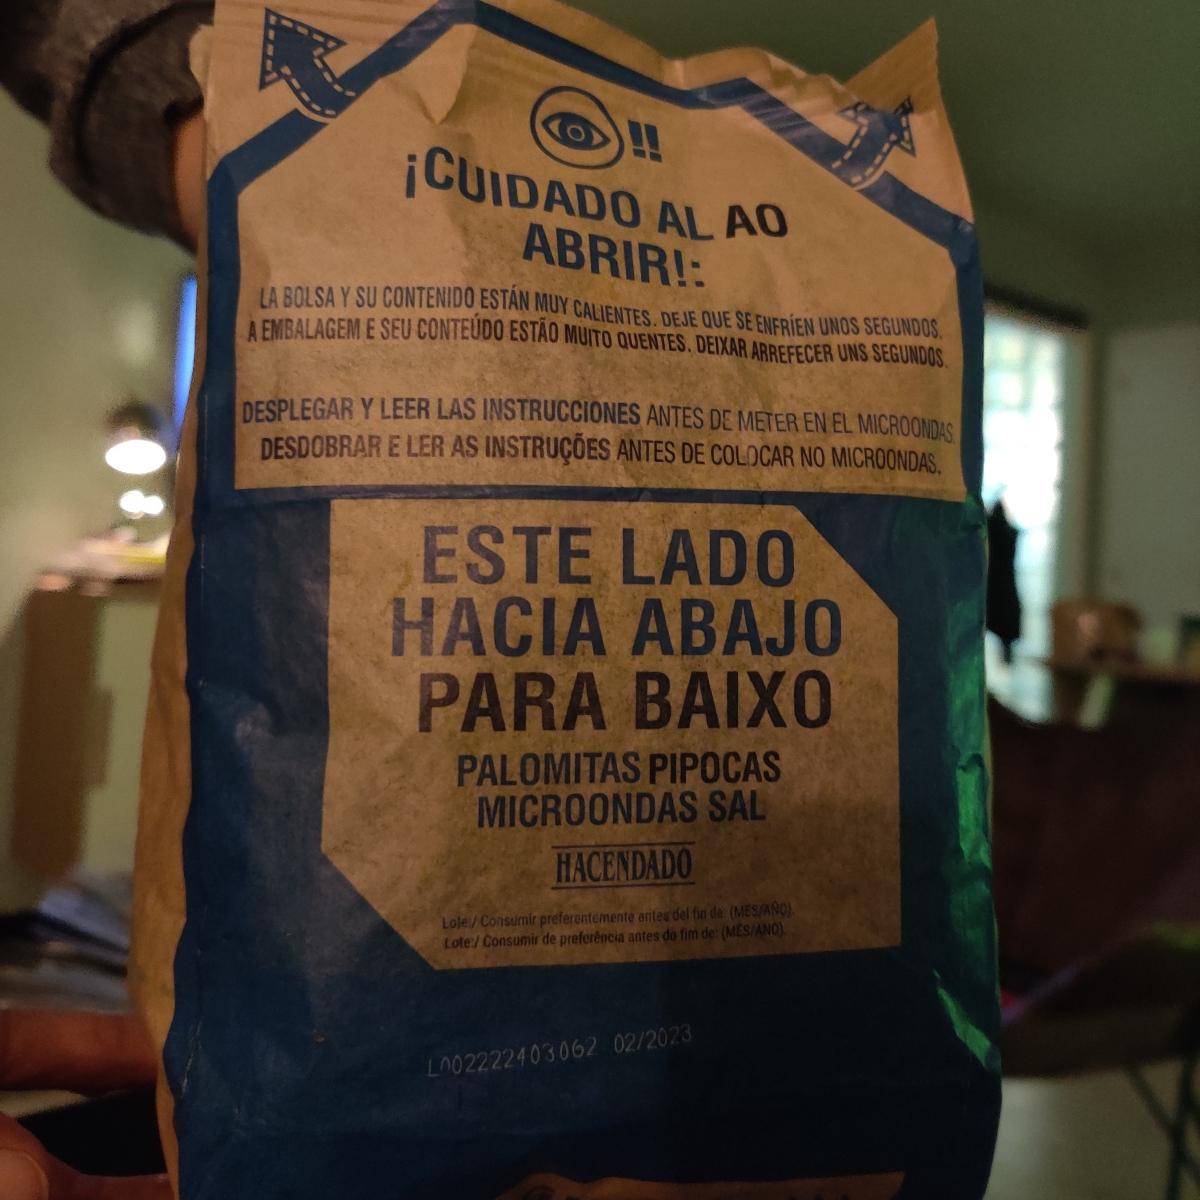 !!
¡CUIDADO AL AO
ABRIR!:
LA BOLSA Y SU CONTENIDO ESTÁN MUY CALIENTES. DEJE QUE SE ENFRÍEN UNOS SEGUNDOS.
A EMBALAGEM E SEU CONTEÚDO ESTÃO MUITO QUENTES. DEIXAR ARREFECER UNS SEGUNDOS.
DESPLEGAR Y LEER LAS INSTRUCCIONES ANTES DE METER EN EL MICROONDAS.
DESDOBRAR E LER AS INSTRUÇÕES ANTES DE COLOCAR NO MICROONDAS.
ESTE LADO
HACIA ABAJO
PARA BAIXO
PALOMITAS PIPOCAS
MICROONDAS SAL
HACENDADO
Lote:/ Consumir preferentemente antes del fin de: (MES/AÑO).
Lote:/ Consumir de preferência antes do fim de: (MÊS/ANO).
L002222403062 02/2023